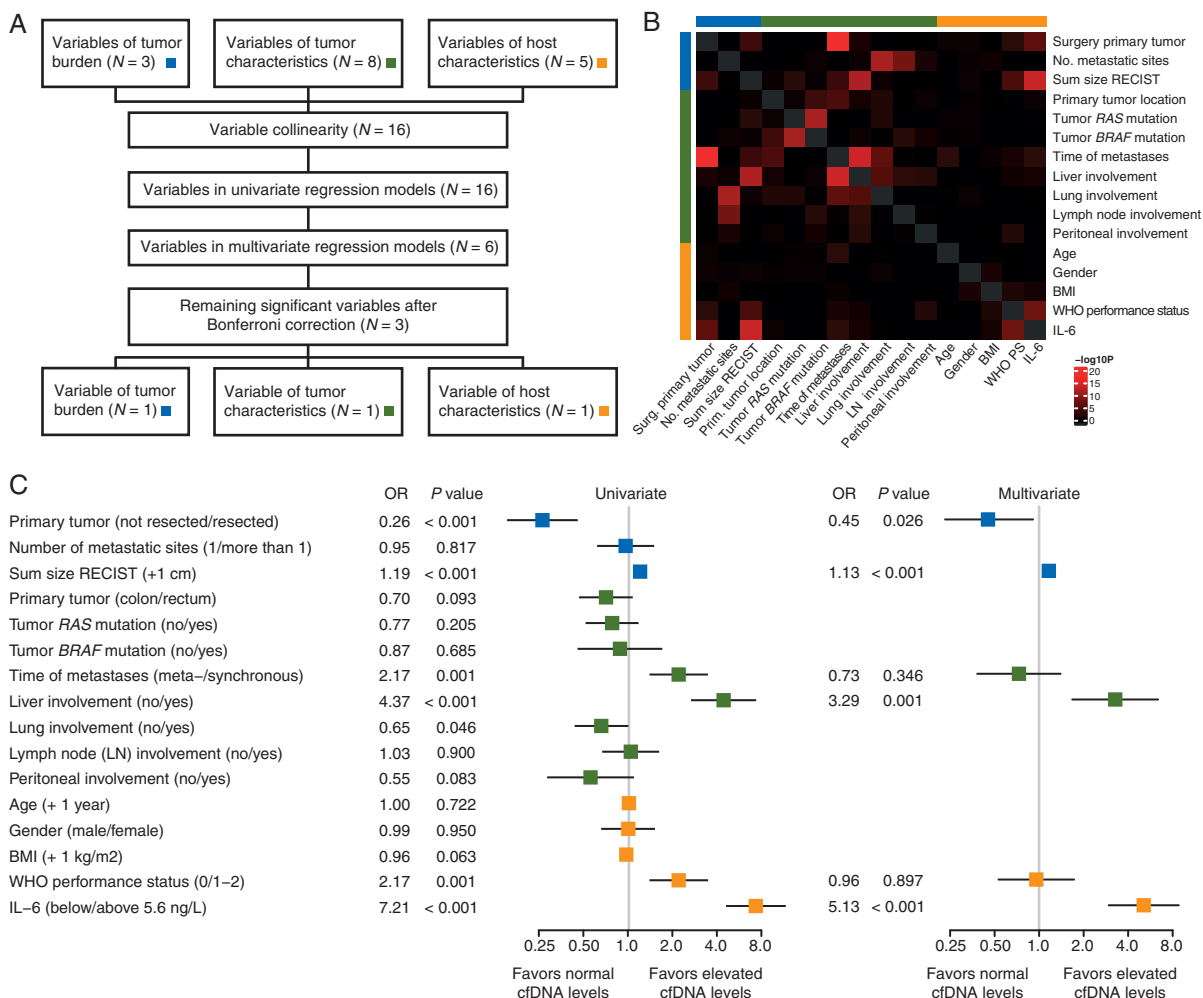 A
Variables of tumor
burden (N = 3)
Variables of tumor
characteristics (N = 8)
Variables of host
characteristics (N = 5)
Variable collinearity (N = 16)
Variables in univariate regression models (N = 16)
Variables in multivariate regression models (N = 6)
Remaining significant variables after
Bonferroni correction (N = 3)
Variable of tumor
burden (N = 1)
Variable of tumor
characteristics (N = 1)
Variable of host
characteristics (N = 1)
B
Surgery primary tumor
No. metastatic sites
Sum size RECIST
Primary tumor location
Tumor RAS mutation
Tumor BRAF mutation
Time of metastases
Liver involvement
Lung involvement
Lymph node involvement
Peritoneal involvement
Age
Gender
BMI
WHO performance status
IL-6
Surg. primary tumor
No. metastatic sites
Sum size RECIST
Prim. tumor location
Tumor RAS mutation
Tumor BRAF mutation
Time of metastases
Liver involvement
Lung involvement
LN involvement
Peritoneal involvement
Age
Gender
BMI
WHO PS
IL-6
−log10P
20
15
10
5
0
C
OR P value Univariate OR P value Multivariate
Primary tumor (not resected/resected) 0.26 < 0.001 0.45 0.026
Number of metastatic sites (1/more than 1) 0.95 0.817
Sum size RECIST (+1 cm) 1.19 < 0.001 1.13 < 0.001
Primary tumor (colon/rectum) 0.70 0.093
Tumor RAS mutation (no/yes) 0.77 0.205
Tumor BRAF mutation (no/yes) 0.87 0.685
Time of metastases (meta−/synchronous) 2.17 0.001 0.73 0.346
Liver involvement (no/yes) 4.37 < 0.001 3.29 0.001
Lung involvement (no/yes) 0.65 0.046
Lymph node (LN) involvement (no/yes) 1.03 0.900
Peritoneal involvement (no/yes) 0.55 0.083
Age (+ 1 year) 1.00 0.722
Gender (male/female) 0.99 0.950
BMI (+ 1 kg/m2) 0.96 0.063
WHO performance status (0/1−2) 2.17 0.001 0.96 0.897
IL−6 (below/above 5.6 ng/L) 7.21 < 0.001 5.13 < 0.001
0.25 0.50 1.0 2.0 4.0 8.0 0.25 0.50 1.0 2.0 4.0 8.0
Favors normal Favors elevated Favors normal Favors elevated
cfDNA levels cfDNA levels cfDNA levels cfDNA levels